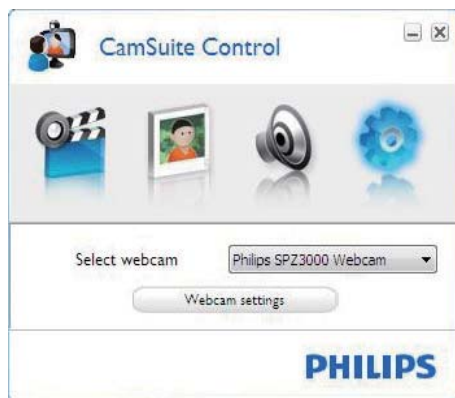 CamSuite Control
Select webcam
Philips SPZ3000 Webcam
Webcam settings
PHILIPS